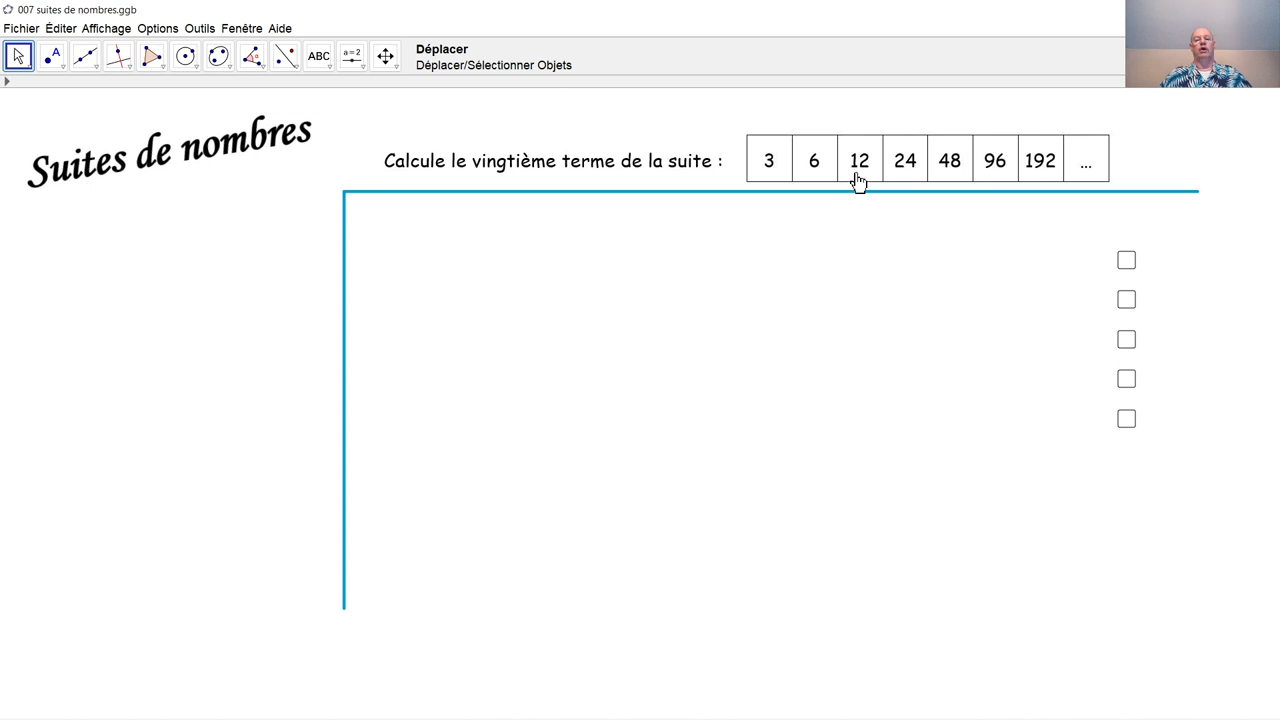 007 suites de nombres.ggb
Fichier Éditer Affichage Options Outils Fenêtre Aide
A ABC a=2
Déplacer
Déplacer/Sélectionner Objets
Suites de nombres
Calcule le vingtième terme de la suite : 3 6 12 24 48 96 192 ...